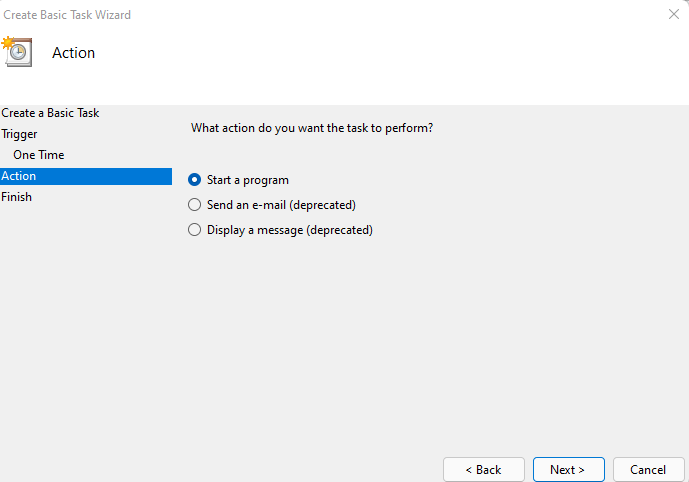 Create Basic Task Wizard
Action
Create a Basic Task
Trigger
One Time
Action
Finish
What action do you want the task to perform?
Start a program
Send an e-mail (deprecated)
Display a message (deprecated)
< Back
Next >
Cancel